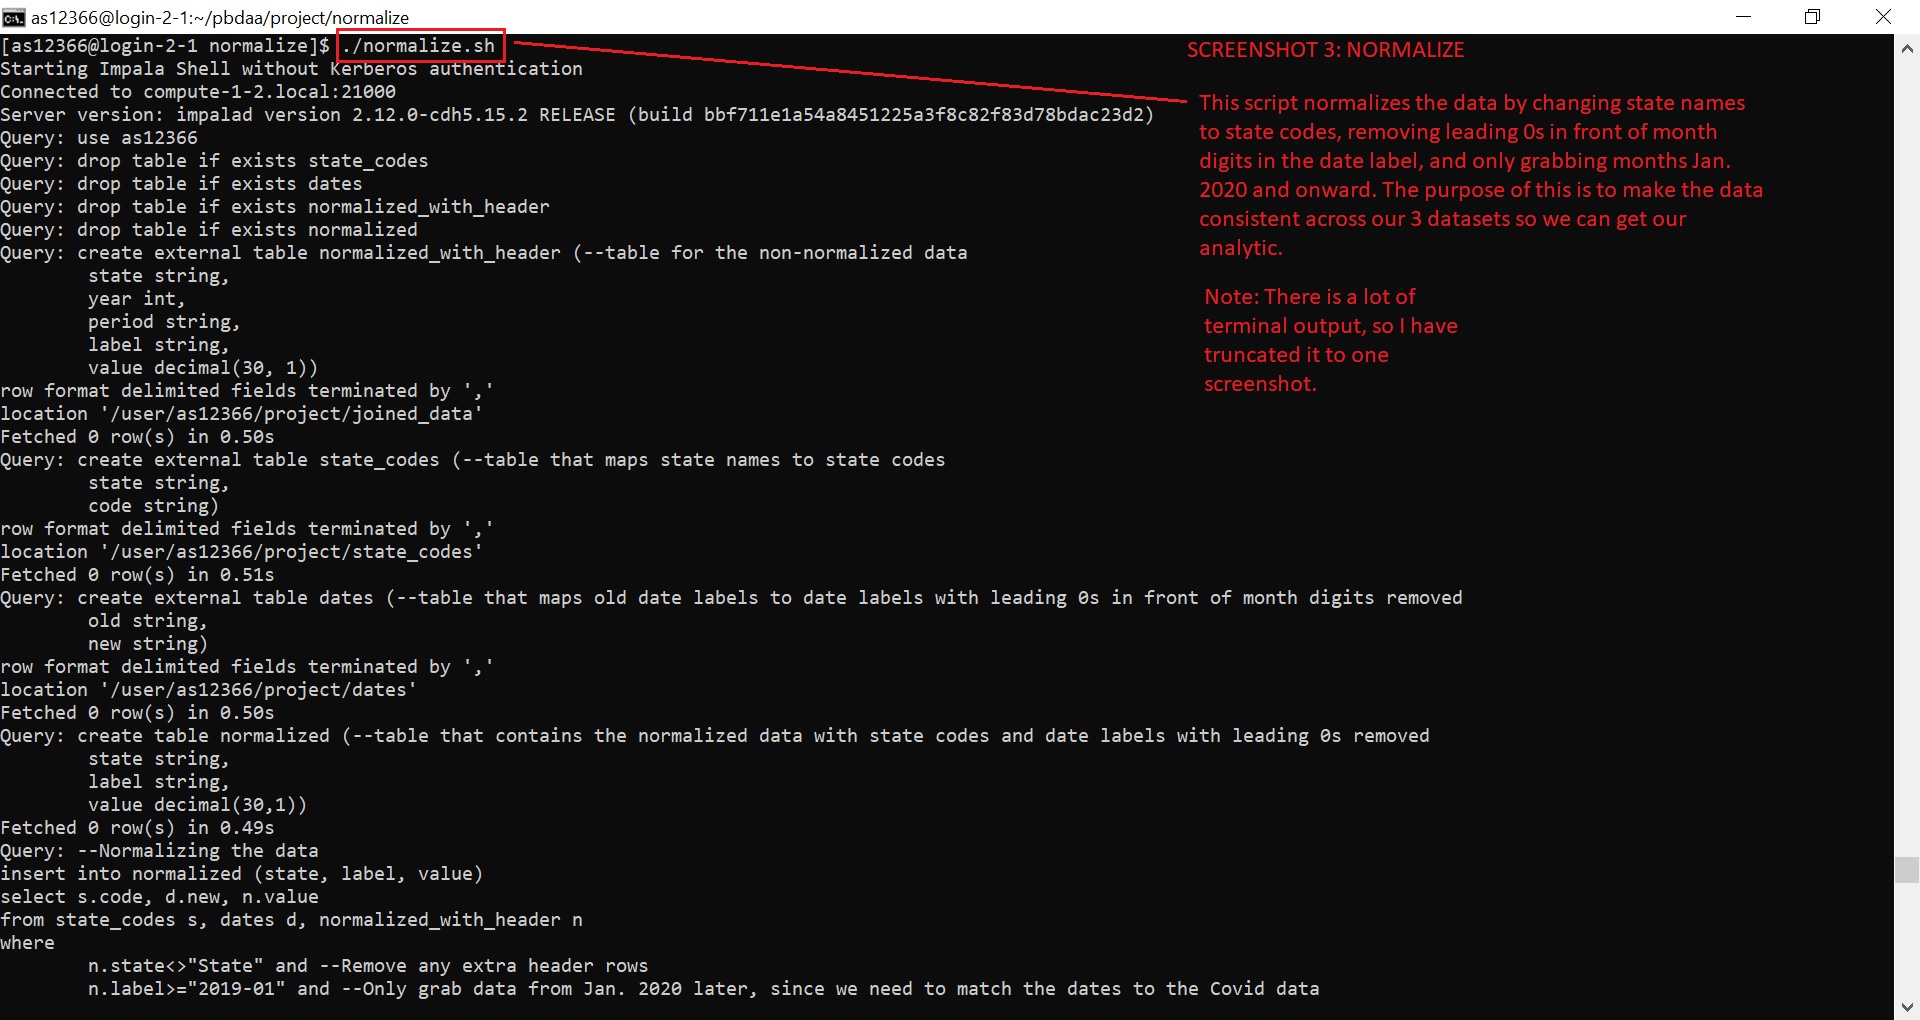 as12366@login-2-1:~/pbdaa/project/normalize
[as12366@login-2-1 normalize]$ ./normalize.sh
Starting Impala Shell without Kerberos authentication
Connected to compute-1-2.local:21000
Server version: impalad version 2.12.0-cdh5.15.2 RELEASE (build bbf711e1a54a8451225a3f8c82f83d78bdac23d2)
Query: use as12366
Query: drop table if exists state_codes
Query: drop table if exists dates
Query: drop table if exists normalized_with_header
Query: drop table if exists normalized
Query: create external table normalized_with_header (--table for the non-normalized data
        state string,
        year int,
        period string,
        label string,
        value decimal(30, 1))
row format delimited fields terminated by ','
location '/user/as12366/project/joined_data'
Fetched 0 row(s) in 0.50s
Query: create external table state_codes (--table that maps state names to state codes
        state string,
        code string)
row format delimited fields terminated by ','
location '/user/as12366/project/state_codes'
Fetched 0 row(s) in 0.51s
Query: create external table dates (--table that maps old date labels to date labels with leading 0s in front of month digits removed
        old string,
        new string)
row format delimited fields terminated by ','
location '/user/as12366/project/dates'
Fetched 0 row(s) in 0.50s
Query: create table normalized (--table that contains the normalized data with state codes and date labels with leading 0s removed
        state string,
        label string,
        value decimal(30,1))
Fetched 0 row(s) in 0.49s
Query: --Normalizing the data
insert into normalized (state, label, value)
select s.code, d.new, n.value
from state_codes s, dates d, normalized_with_header n
where
        n.state<>"State" and --Remove any extra header rows
        n.label>="2019-01" and --Only grab data from Jan. 2020 later, since we need to match the dates to the Covid data
SCREENSHOT 3: NORMALIZE
This script normalizes the data by changing state names
to state codes, removing leading 0s in front of month
digits in the date label, and only grabbing months Jan.
2020 and onward. The purpose of this is to make the data
consistent across our 3 datasets so we can get our
analytic.
Note: There is a lot of
terminal output, so I have
truncated it to one
screenshot.